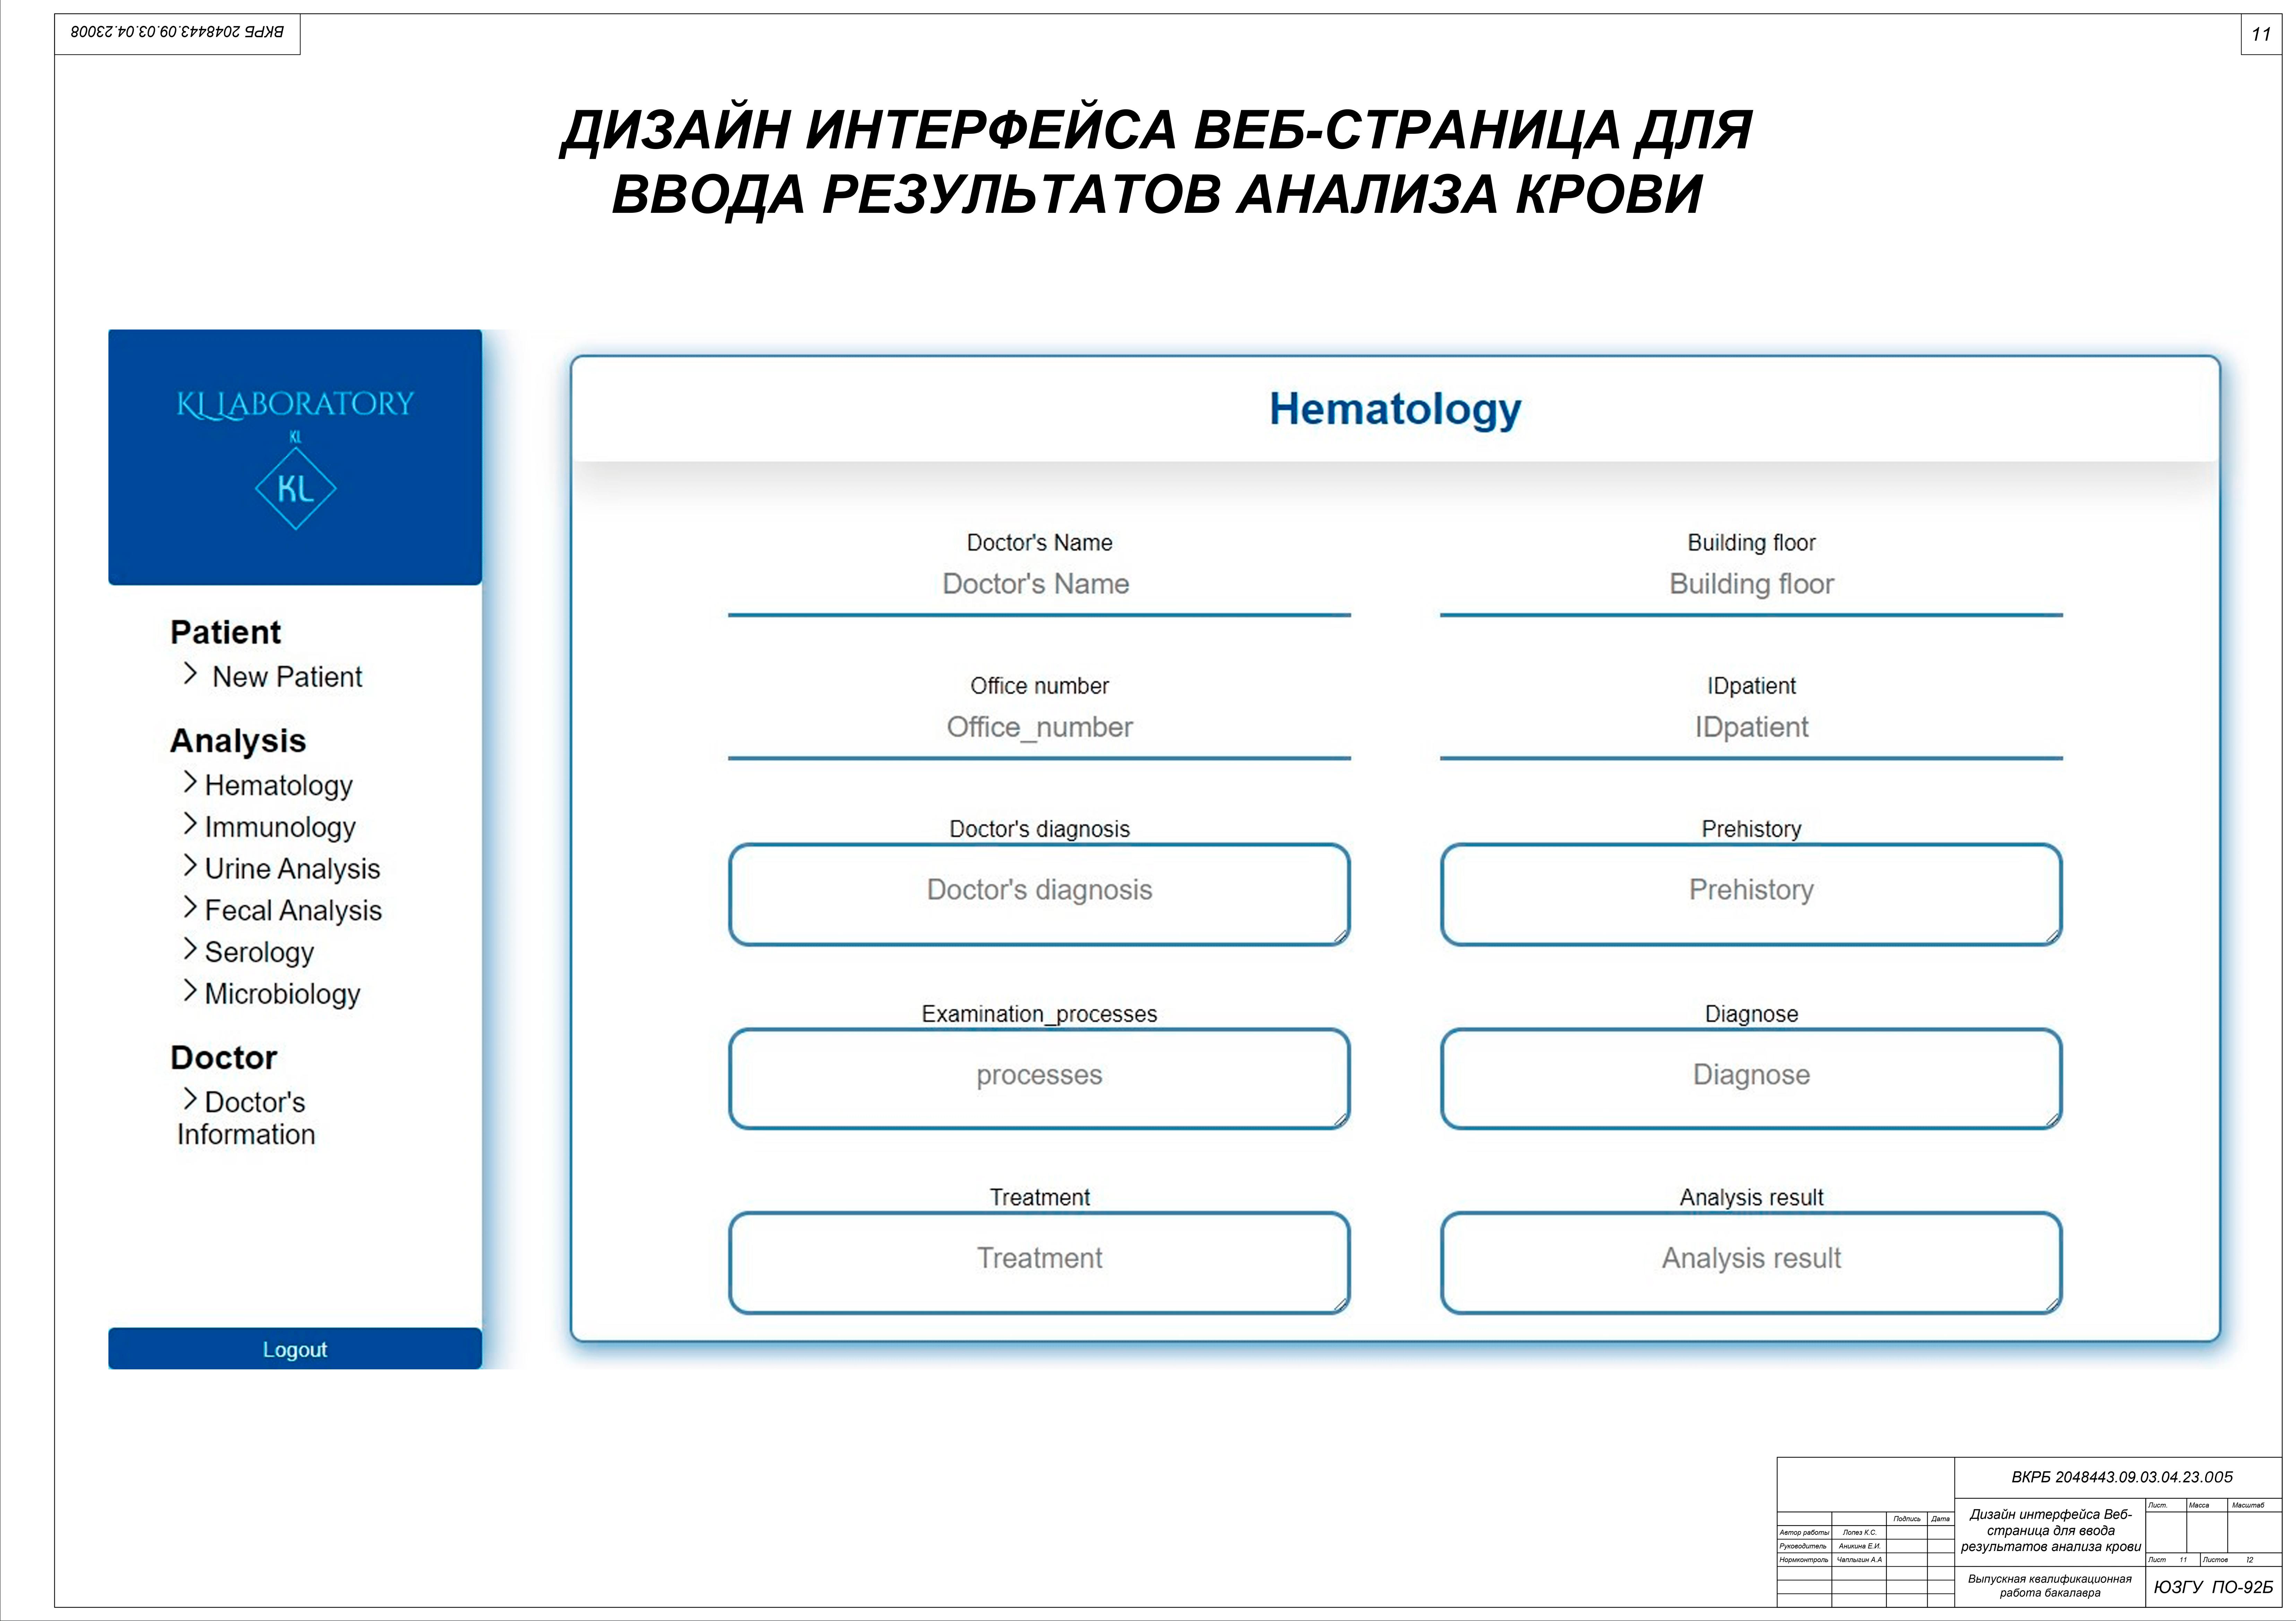 ВКРБ 2048443.09.03.04.23008
11
ДИЗАЙН ИНТЕРФЕЙСА ВЕБ-СТРАНИЦА ДЛЯ
ВВОДА РЕЗУЛЬТАТОВ АНАЛИЗА КРОВИ
KL LABORATORY
KL
KL
Patient
New Patient
Analysis
Hematology
Immunology
Urine Analysis
Fecal Analysis
Serology
Microbiology
Doctor
Doctor's
Information
Logout
Hematology
Doctor's Name
Doctor's Name
Building floor
Building floor
Office number
Office_number
IDpatient
IDpatient
Doctor's diagnosis
Doctor's diagnosis
Prehistory
Prehistory
Examination_processes
processes
Diagnose
Diagnose
Treatment
Treatment
Analysis result
Analysis result
ВКРБ 2048443.09.03.04.23.005
Подпись Дата
Автор работы Лопез К.С.
Руководитель Аникина Е.И.
Нормконтроль Чаплыгин А.А
Дизайн интерфейса Веб-
страница для ввода
результатов анализа крови
Лист. Масса Масштаб
Лист 11 Листов 12
Выпускная квалификационная
работа бакалавра
ЮЗГУ ПО-92Б